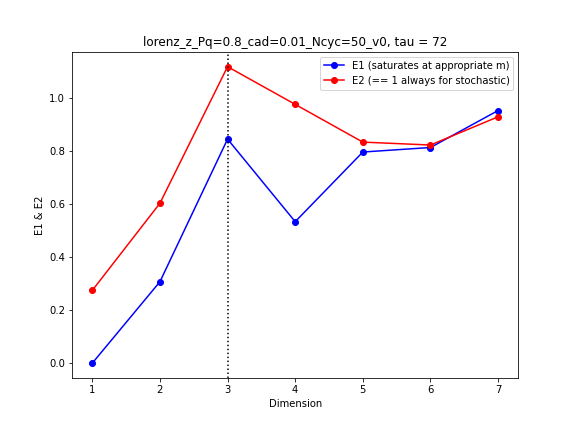 lorenz_z_Pq=0.8_cad=0.01_Ncyc=50_v0, tau = 72
E1 (saturates at appropriate m)
E2 (== 1 always for stochastic)
E1 & E2
1.0
0.8
0.6
0.4
0.2
0.0
1 2 3 4 5 6 7
Dimension